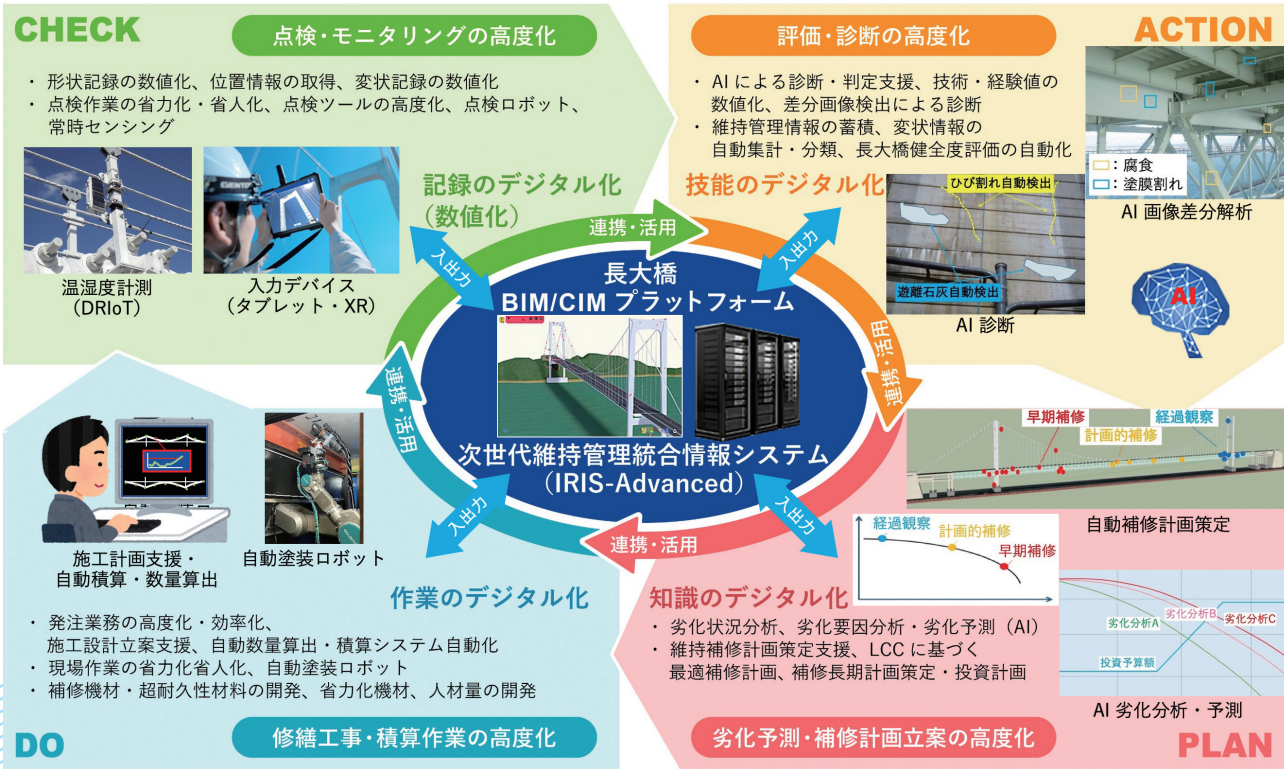 CHECK
点検・モニタリングの高度化
・ 形状記録の数値化、位置情報の取得、変状記録の数値化
・ 点検作業の省力化・省人化、点検ツールの高度化、点検ロボット、
常時センシング
温湿度計測
（DRIoT）
入力デバイス
（タブレット・XR）
記録のデジタル化
（数値化）
ACTION
評価・診断の高度化
・ AI による診断・判定支援、技術・経験値の
数値化、差分画像検出による診断
・ 維持管理情報の蓄積、変状情報の
自動集計・分類、長大橋健全度評価の自動化
技能のデジタル化
ひび割れ自動検出
遊離石灰自動検出
AI 診断
：腐食
：塗膜割れ
AI 画像差分解析
AI
連携・活用
入出力
入出力
長大橋
BIM/CIM プラットフォーム
次世代維持管理統合情報システム
（IRIS-Advanced）
連携・活用
連携・活用
入出力
入出力
連携・活用
施工計画支援・
自動積算・数量算出
自動塗装ロボット
作業のデジタル化
・ 発注業務の高度化・効率化、
施工設計立案支援、自動数量算出・積算システム自動化
・ 現場作業の省力化省人化、自動塗装ロボット
・ 補修機材・超耐久性材料の開発、省力化機材、人材量の開発
DO
修繕工事・積算作業の高度化
早期補修
計画的補修
経過観察
自動補修計画策定
経過観察
計画的補修
早期補修
知識のデジタル化
・ 劣化状況分析、劣化要因分析・劣化予測（AI）
・ 維持補修計画策定支援、LCC に基づく
最適補修計画、補修長期計画策定・投資計画
劣化分析A
劣化分析B
劣化分析C
投資予算額
AI 劣化分析・予測
劣化予測・補修計画立案の高度化
PLAN